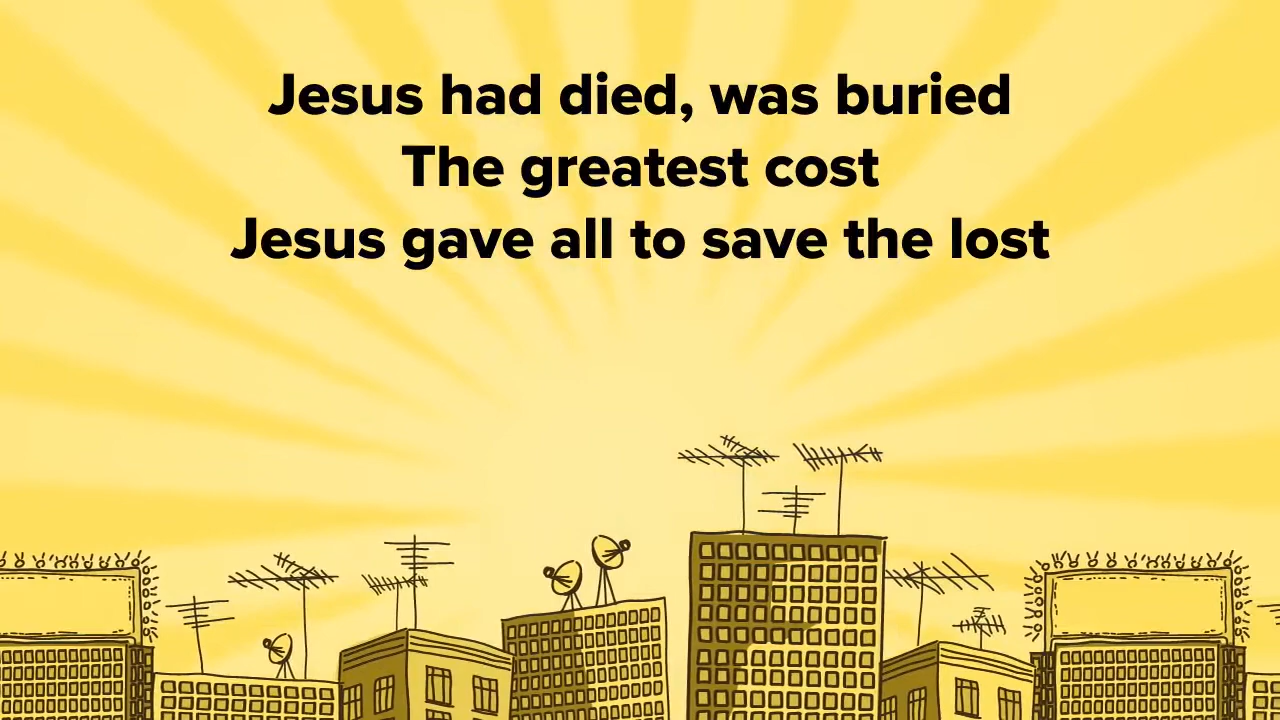 Jesus had died, was buried
The greatest cost
Jesus gave all to save the lost